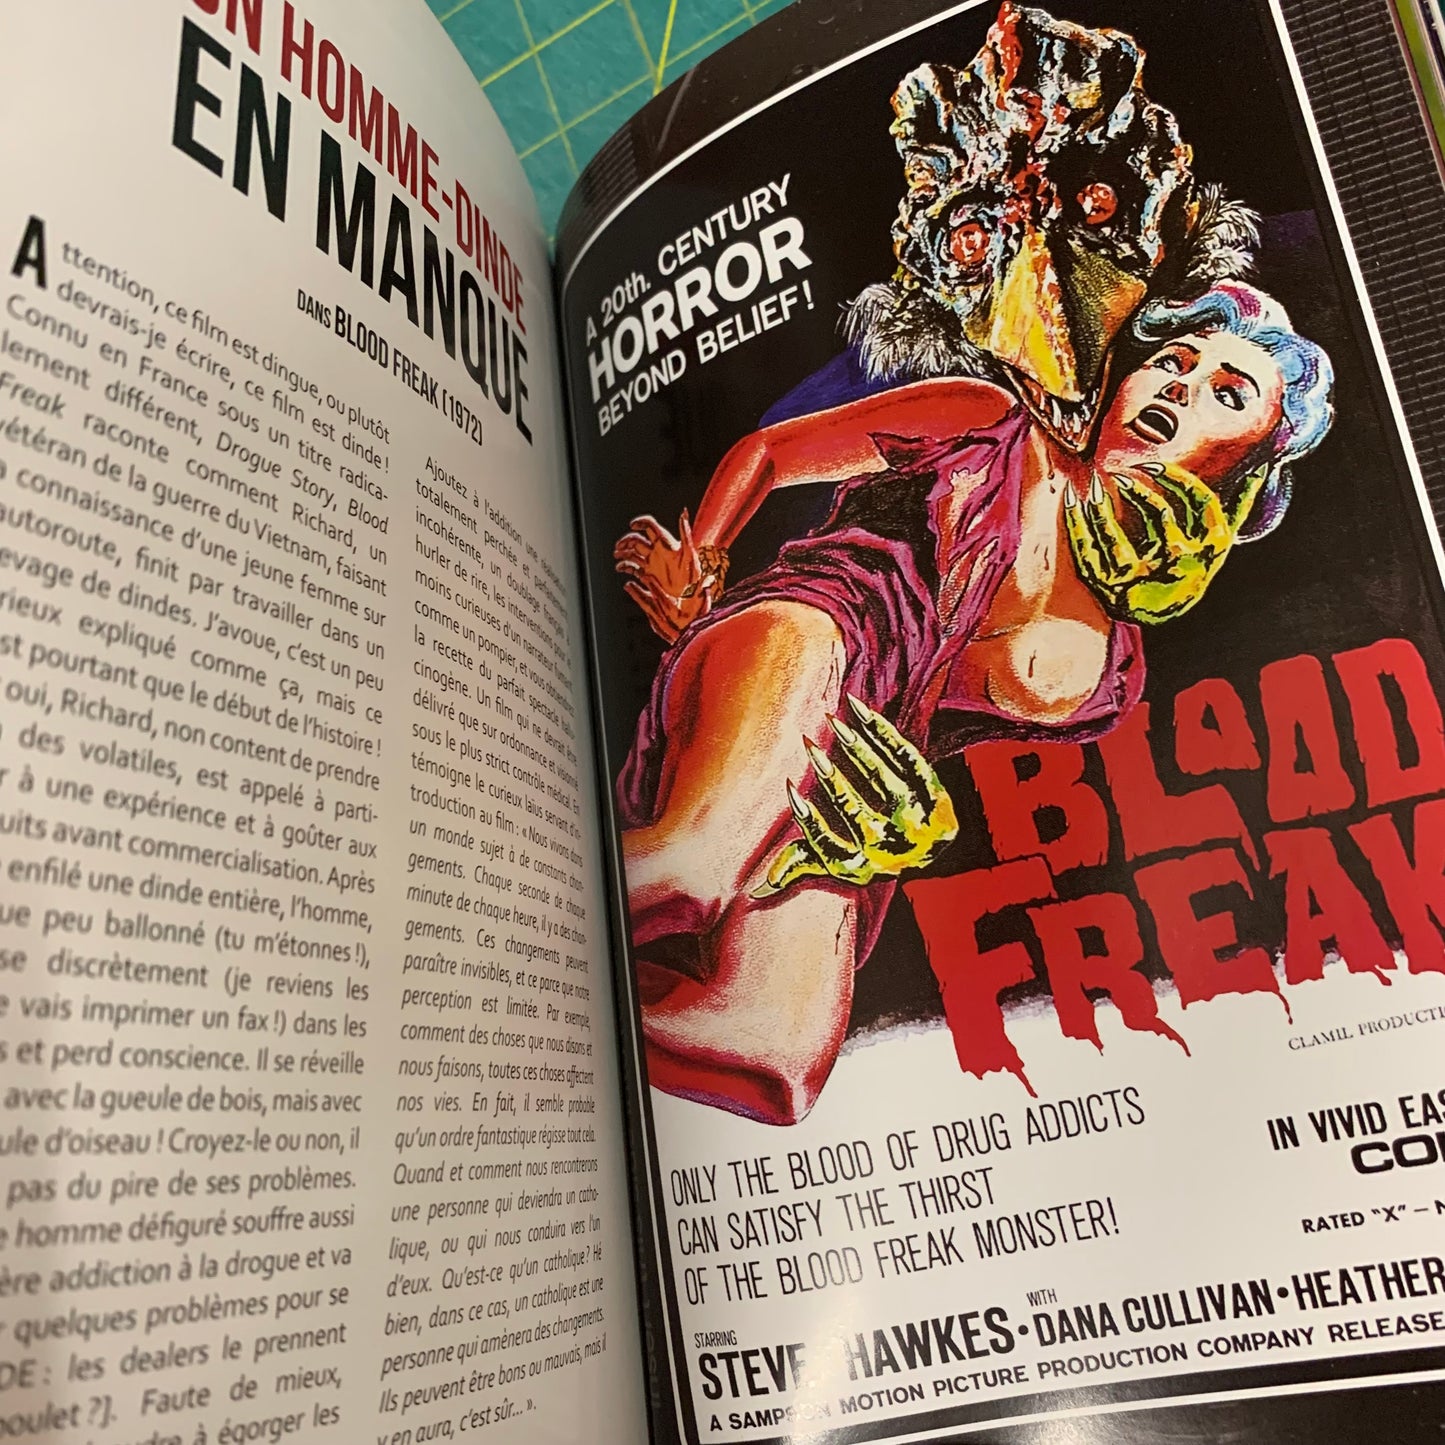 UN HOMME-DINDE
EN MANQUE
DANS BLOOD FREAK (1972)
Attention, ce film est dingue, ou plutôt
devrais-je écrire, ce film est dinde !
Connu en France sous un titre radica-
lement différent, Drogue Story, Blood
Freak raconte comment Richard, un
vétéran de la guerre du Vietnam, faisant
connaissance d'une jeune femme sur
autoroute, finit par travailler dans un
evage de dindes. J'avoue, c'est un peu
rieux expliqué comme ça, mais ce
st pourtant que le début de l'histoire !
oui, Richard, non content de prendre
des volatiles, est appelé à parti-
r à une expérience et à goûter aux
uits avant commercialisation. Après
enfilé une dinde entière, l'homme,
ue peu ballonné (tu m'étonnes !),
se discrètement (je reviens les
e vais imprimer un fax !) dans les
s et perd conscience. Il se réveille
avec la gueule de bois, mais avec
ule d'oiseau ! Croyez-le ou non, il
pas du pire de ses problèmes.
e homme défiguré souffre aussi
ère addiction à la drogue et va
r quelques problèmes pour se
DE : les dealers le prennent
poulet ?]. Faute de mieux,
à égorger les
Ajoutez à l'addition une réalisation
totalement perchée et parfaitement
incohérente, un doublage français à
hurler de rire, les interventions pour le
moins curieuses d'un narrateur fumant
comme un pompier, et vous obtiendrez
la recette du parfait spectacle hallu-
cinogène. Un film qui ne devrait être
délivré que sur ordonnance et visionné
sous le plus strict contrôle médical. En
témoigne le curieux laïus servant d'in-
troduction au film : « Nous vivons dans
un monde sujet à de constants chan-
gements. Chaque seconde de chaque
minute de chaque heure, il y a des chan-
gements. Ces changements peuvent
paraître invisibles, et ce parce que notre
perception est limitée. Par exemple,
comment des choses que nous disons et
nous faisons, toutes ces choses affectent
nos vies. En fait, il semble probable
qu'un ordre fantastique régisse tout cela.
Quand et comment nous rencontrerons
une personne qui deviendra un catho-
lique, ou qui nous conduira vers l'un
d'eux. Qu'est-ce qu'un catholique ? Hé
bien, dans ce cas, un catholique est une
personne qui amènera des changements.
Ils peuvent être bons ou mauvais, mais il
y en aura, c'est sûr... ».
A 20th. CENTURY
HORROR
BEYOND BELIEF!
BLOOD
FREAK
CLAMIL PRODUCTI
ONLY THE BLOOD OF DRUG ADDICTS
CAN SATISFY THE THIRST
OF THE BLOOD FREAK MONSTER!
IN VIVID EAS
COL
RATED "X" – N
STARRING
STEVE HAWKES • WITH DANA CULLIVAN • HEATHER
A SAMPSON MOTION PICTURE PRODUCTION COMPANY RELEASE